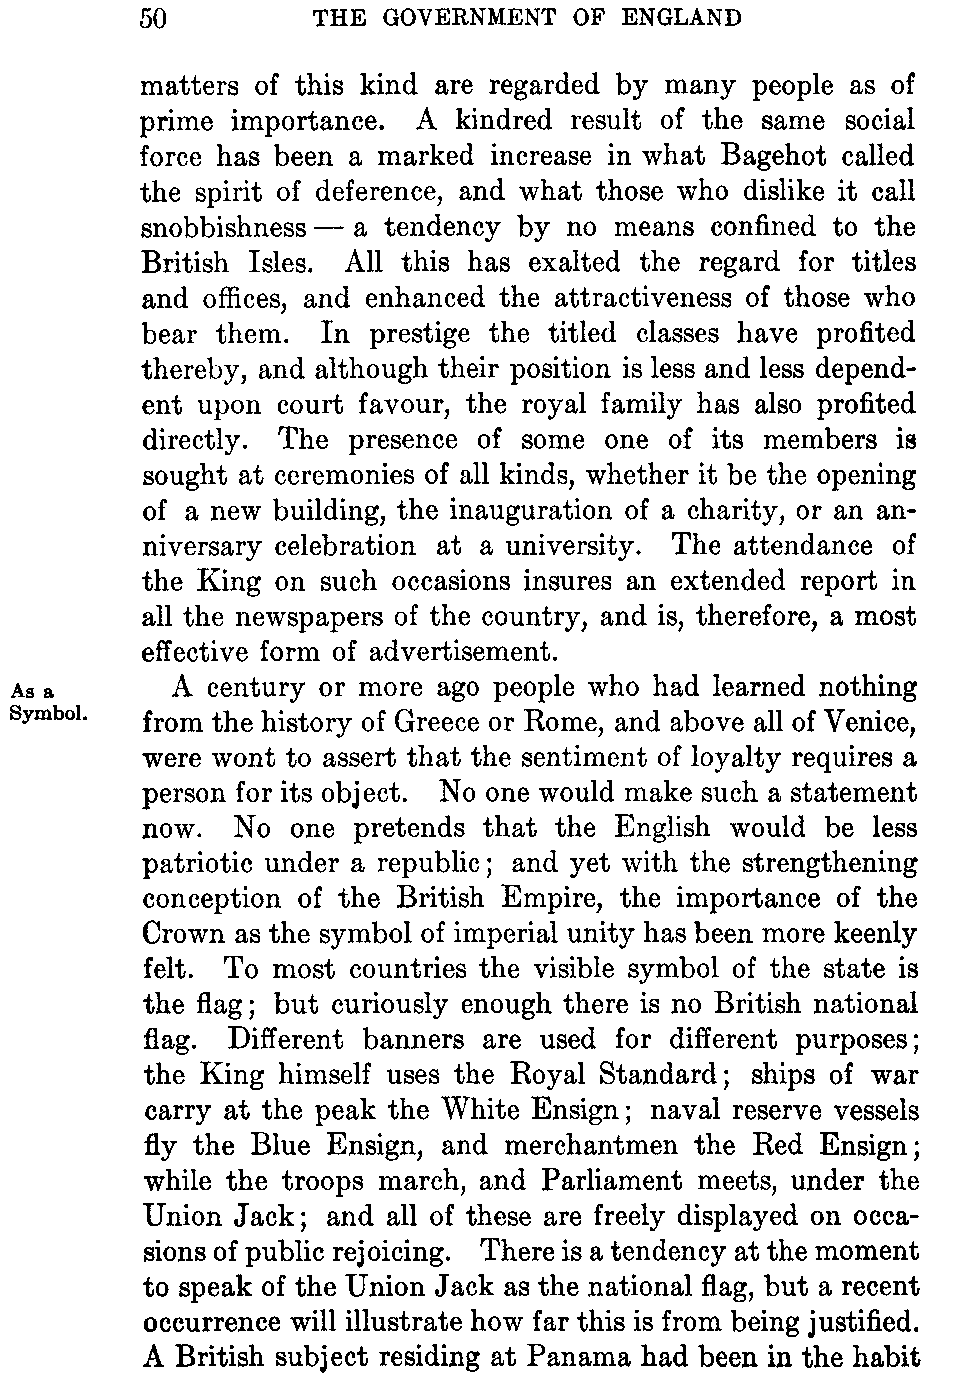 50 THE GOVERNMENT OF ENGLAND
matters of this kind are regarded by many people as of
prime importance. A kindred result of the same social
force has been a marked increase in what Bagehot called
the spirit of deference, and what those who dislike it call
snobbishness — a tendency by no means confined to the
British Isles. All this has exalted the regard for titles
and offices, and enhanced the attractiveness of those who
bear them. In prestige the titled classes have profited
thereby, and although their position is less and less depend-
ent upon court favour, the royal family has also profited
directly. The presence of some one of its members is
sought at ceremonies of all kinds, whether it be the opening
of a new building, the inauguration of a charity, or an an-
niversary celebration at a university. The attendance of
the King on such occasions insures an extended report in
all the newspapers of the country, and is, therefore, a most
effective form of advertisement.
As a
Symbol.
A century or more ago people who had learned nothing
from the history of Greece or Rome, and above all of Venice,
were wont to assert that the sentiment of loyalty requires a
person for its object. No one would make such a statement
now. No one pretends that the English would be less
patriotic under a republic; and yet with the strengthening
conception of the British Empire, the importance of the
Crown as the symbol of imperial unity has been more keenly
felt. To most countries the visible symbol of the state is
the flag; but curiously enough there is no British national
flag. Different banners are used for different purposes;
the King himself uses the Royal Standard; ships of war
carry at the peak the White Ensign; naval reserve vessels
fly the Blue Ensign, and merchantmen the Red Ensign;
while the troops march, and Parliament meets, under the
Union Jack; and all of these are freely displayed on occa-
sions of public rejoicing. There is a tendency at the moment
to speak of the Union Jack as the national flag, but a recent
occurrence will illustrate how far this is from being justified.
A British subject residing at Panama had been in the habit